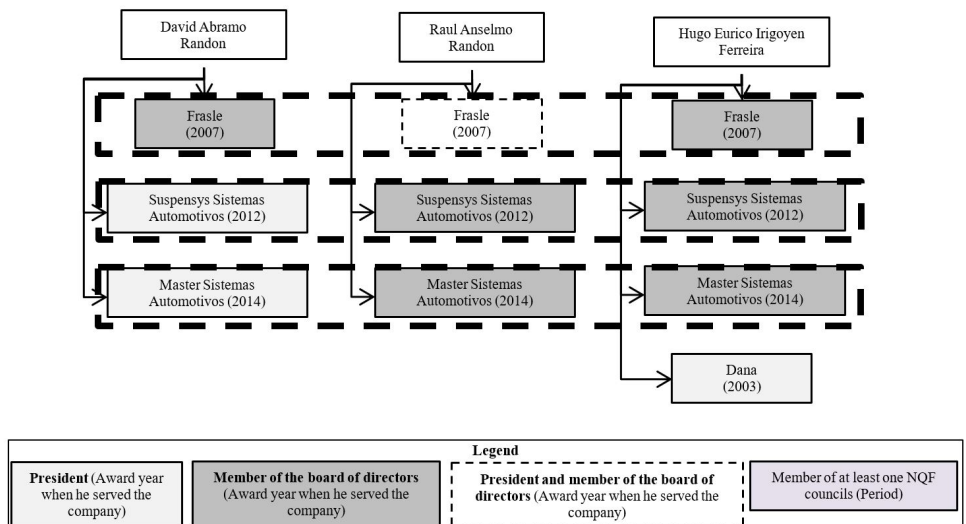 David Abramo
Randon
Raul Anselmo
Randon
Hugo Eurico Irigoyen
Ferreira
Frasle
(2007)
Frasle
(2007)
Frasle
(2007)
Suspensys Sistemas
Automotivos (2012)
Suspensys Sistemas
Automotivos (2012)
Suspensys Sistemas
Automotivos (2012)
Master Sistemas
Automotivos (2014)
Master Sistemas
Automotivos (2014)
Master Sistemas
Automotivos (2014)
Dana
(2003)
Legend
President (Award year
when he served the
company)
Member of the board of directors
(Award year when he served the
company)
President and member of the board of
directors (Award year when he served the
company)
Member of at least one NQF
councils (Period)